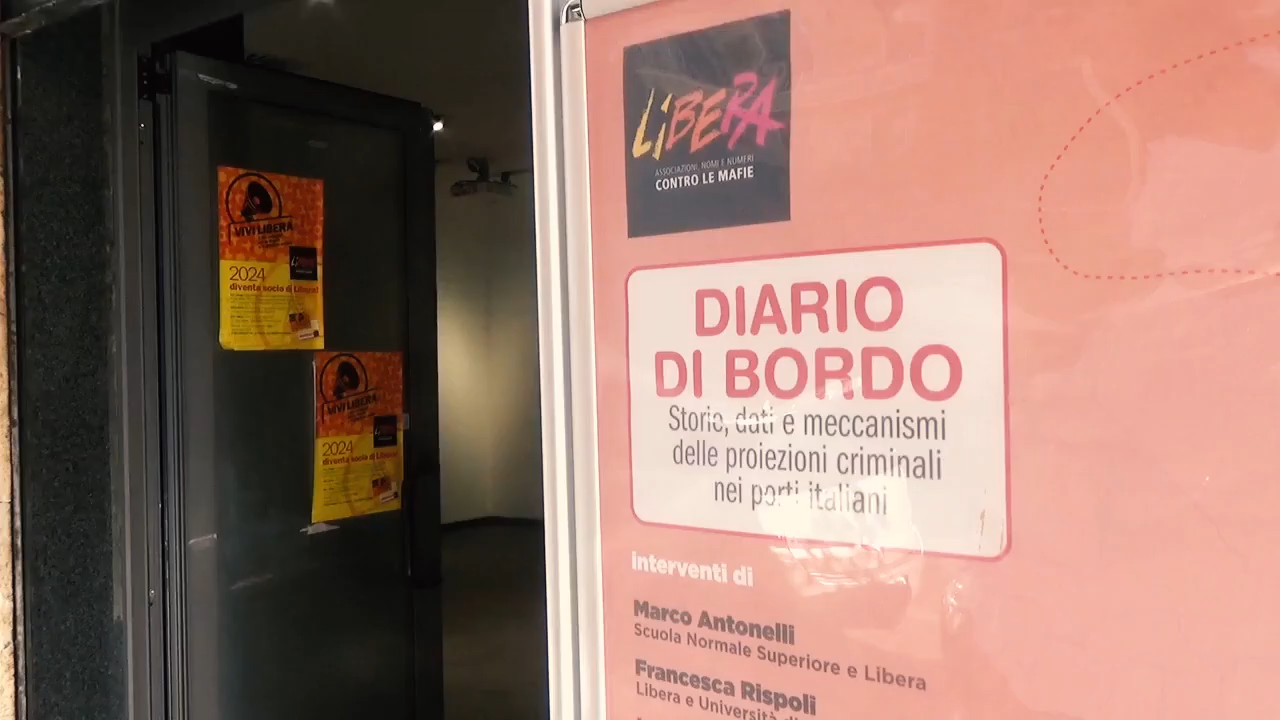 VIVI LIBERA
2024
diventa socio di Libera!
VIVI LIBERA
2024
diventa socio di Libera!
LiBERA
ASSOCIAZIONI, NOMI E NUMERI
CONTRO LE MAFIE
DIARIO
DI BORDO
Storie, dati e meccanismi
delle proiezioni criminali
nei porti italiani
interventi di
Marco Antonelli
Scuola Normale Superiore e Libera
Francesca Rispoli
Libera e Università di